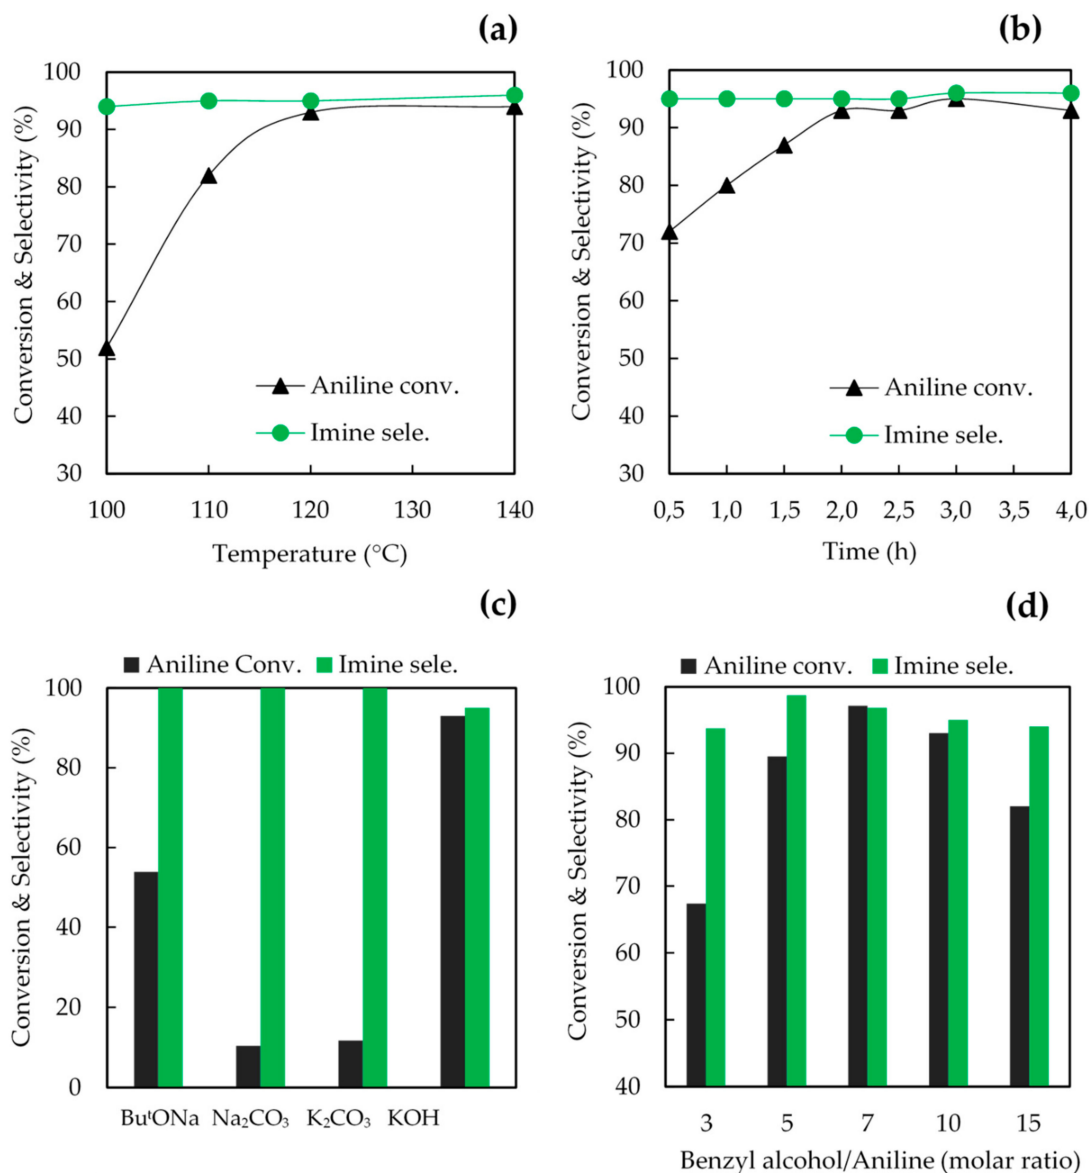 (a)
Conversion & Selectivity (%)
100
90
80
70
60
50
40
30
Aniline conv.
Imine sele.
100 110 120 130 140
Temperature (°C)
(b)
Conversion & Selectivity (%)
100
90
80
70
60
50
40
30
Aniline conv.
Imine sele.
0,5 1,0 1,5 2,0 2,5 3,0 3,5 4,0
Time (h)
(c)
Aniline Conv. Imine sele.
Conversion & Selectivity (%)
100
80
60
40
20
0
BuᵗONa Na₂CO₃ K₂CO₃ KOH
(d)
Aniline conv. Imine sele.
Conversion & Selectivity (%)
100
90
80
70
60
50
40
3 5 7 10 15
Benzyl alcohol/Aniline (molar ratio)